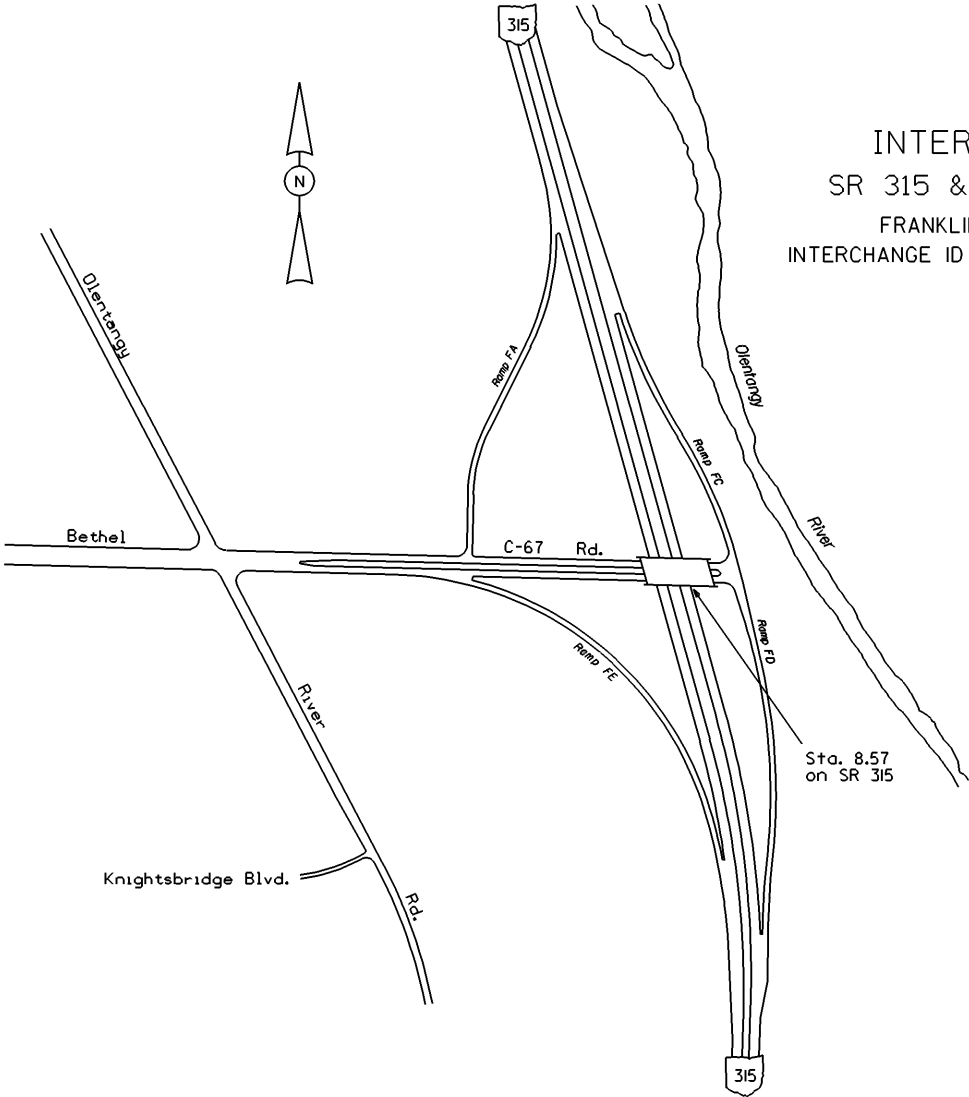 315
N
INTER
SR 315 &
FRANKLI
INTERCHANGE ID
Olentangy
Olentangy
Ramp FA
Ramp FC
River
Bethel
C-67 Rd.
Ramp FD
Ramp FE
River
Sta. 8.57
on SR 315
Knightsbridge Blvd.
Rd.
315